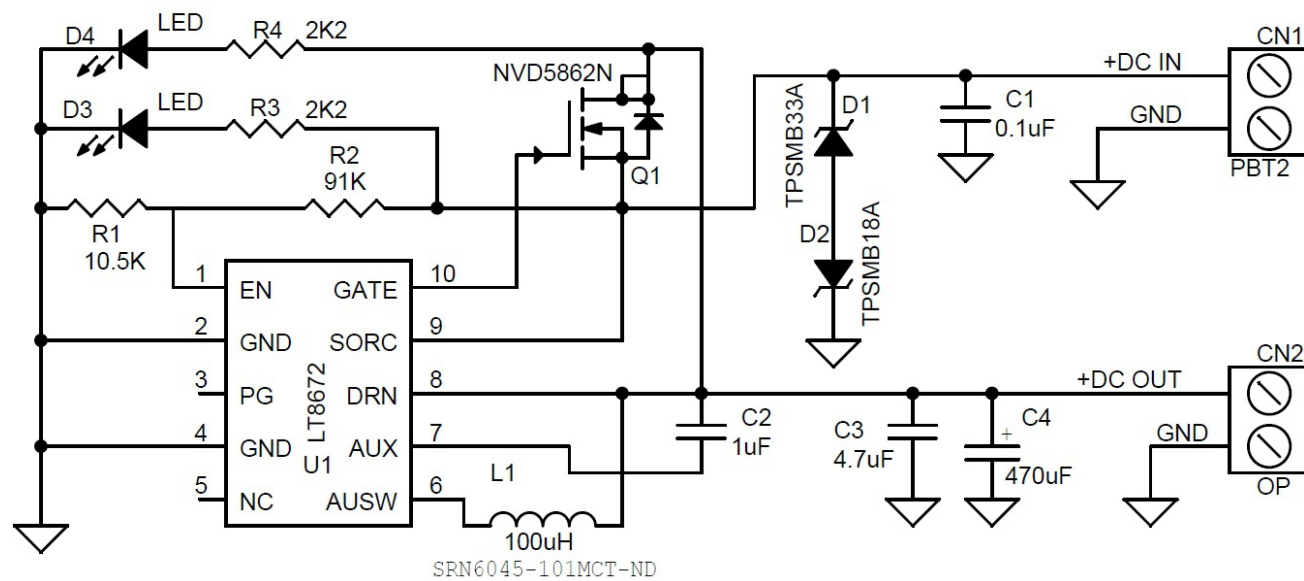 D4
LED
R4
2K2
D3
LED
R3
2K2
NVD5862N
Q1
R2
91K
R1
10.5K
1
EN
2
GND
3
PG
4
GND
5
NC
LT8672
U1
GATE
10
SORC
9
DRN
8
AUX
7
AUSW
6
L1
100uH
SRN6045-101MCT-ND
C2
1uF
D1
TPSMB33A
D2
TPSMB18A
C1
0.1uF
+DC IN
GND
CN1
PBT2
C3
4.7uF
+
C4
470uF
+DC OUT
GND
CN2
OP